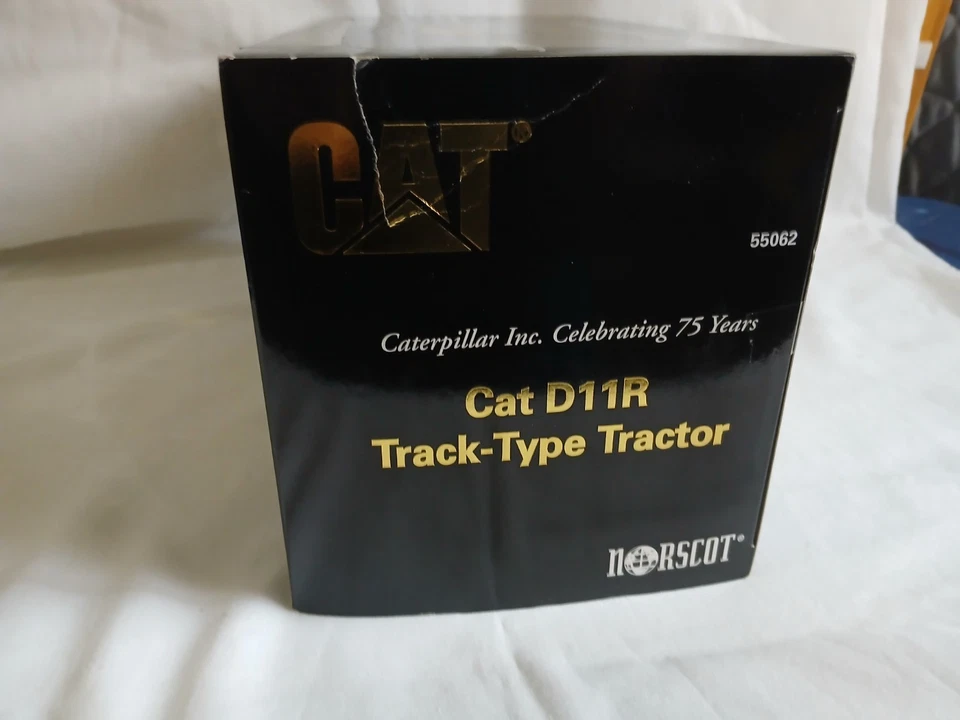 CAT®
55062
Caterpillar Inc. Celebrating 75 Years
Cat D11R
Track-Type Tractor
NORSCOT®